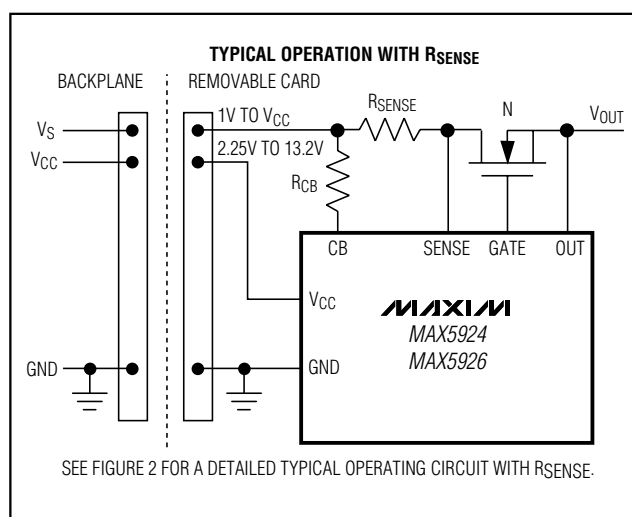 TYPICAL OPERATION WITH RSENSE
BACKPLANE
REMOVABLE CARD
VS
VCC
GND
1V TO VCC
2.25V TO 13.2V
RSENSE
N
VOUT
RCB
CB
SENSE
GATE
OUT
VCC
MAXIM
MAX5924
MAX5926
GND
SEE FIGURE 2 FOR A DETAILED TYPICAL OPERATING CIRCUIT WITH RSENSE.